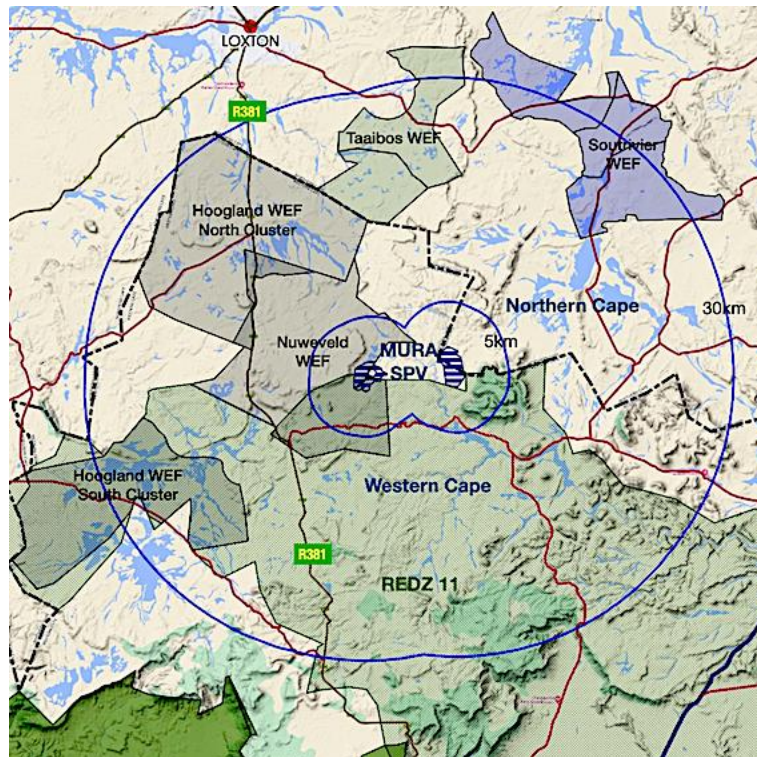 LOXTON
R381
Taaibos WEF
Soutrivier
WEF
Hoogland WEF
North Cluster
Northern Cape
30km
Nuweveld
WEF
MURA
SPV
5km
Hoogland WEF
South Cluster
Western Cape
R381
REDZ 11